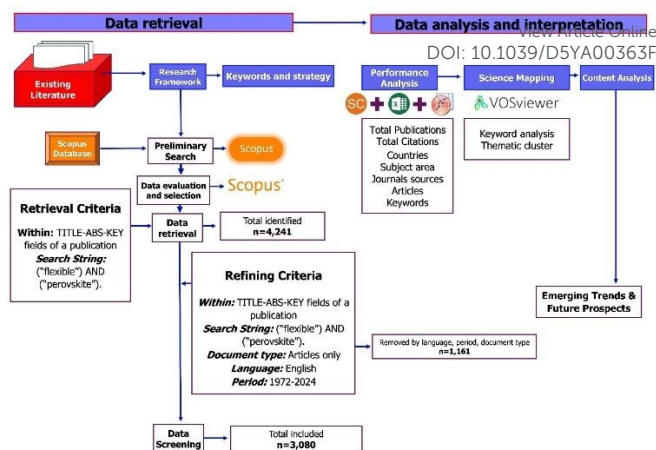 Data retrieval
Data analysis and interpretation
View Article Online
DOI: 10.1039/D5YA00363F
Existing
Literature
Research
Framework
Keywords and strategy
Performance
Analysis
Science Mapping
Content Analysis
SC
VOSviewer
Total Publications
Total Citations
Countries
Subject area
Journals sources
Articles
Keywords
Keyword analysis
Thematic cluster
Scopus
Database
Preliminary
Search
Scopus
Data evaluation
and selection
Scopus
Retrieval Criteria
Within: TITLE-ABS-KEY
fields of a publication
Search String:
("flexible") AND
("perovskite").
Data
retrieval
Total identified
n=4,241
Refining Criteria
Within: TITLE-ABS-KEY fields of a
publication
Search String: ("flexible") AND
("perovskite").
Document type: Articles only
Language: English
Period: 1972-2024
Emerging Trends &
Future Prospects
Removed by language, period, document type
n=1,161
Data
Screening
Total included
n=3,080